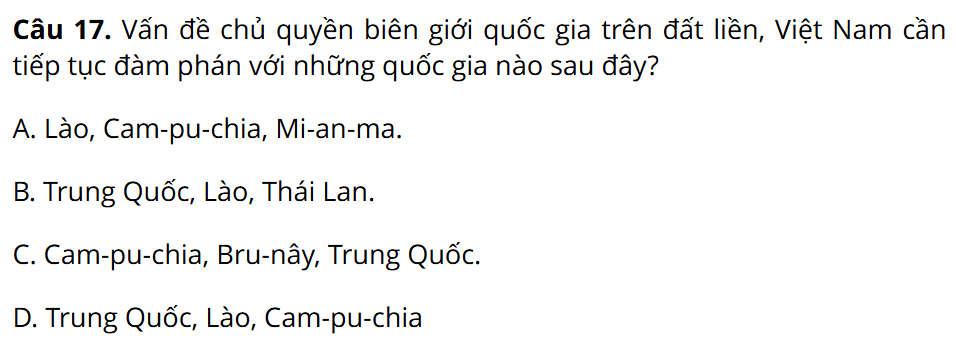 Câu 17. Vấn đề chủ quyền biên giới quốc gia trên đất liền, Việt Nam cần
tiếp tục đàm phán với những quốc gia nào sau đây?
A. Lào, Cam-pu-chia, Mi-an-ma.
B. Trung Quốc, Lào, Thái Lan.
C. Cam-pu-chia, Bru-nây, Trung Quốc.
D. Trung Quốc, Lào, Cam-pu-chia